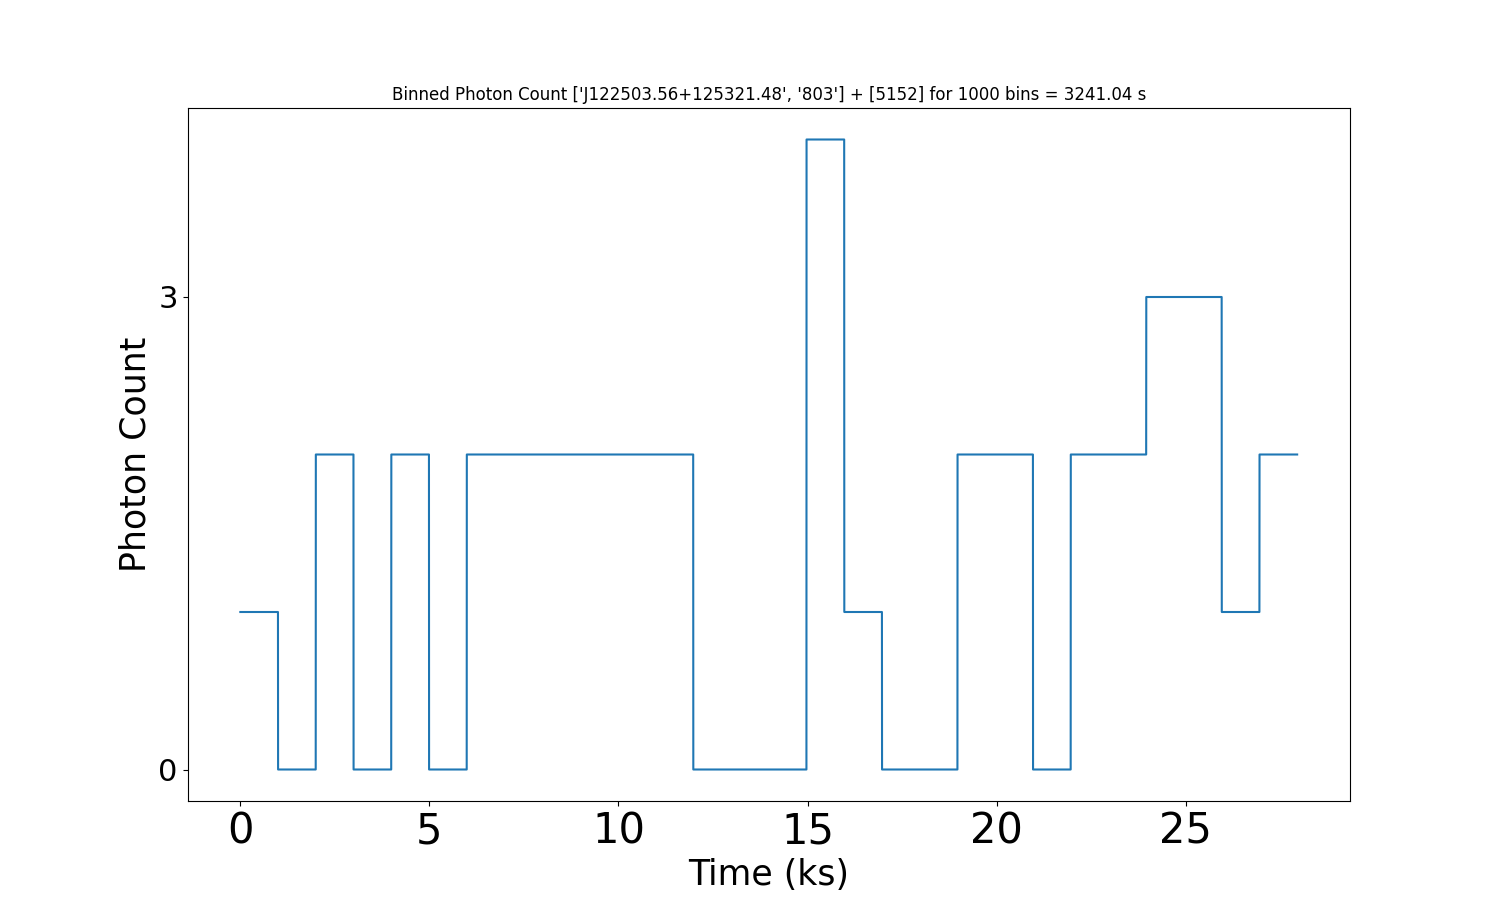 Binned Photon Count ['J122503.56+125321.48', '803'] + [5152] for 1000 bins = 3241.04 s
3
Photon Count
0
0 5 10 15 20 25
Time (ks)